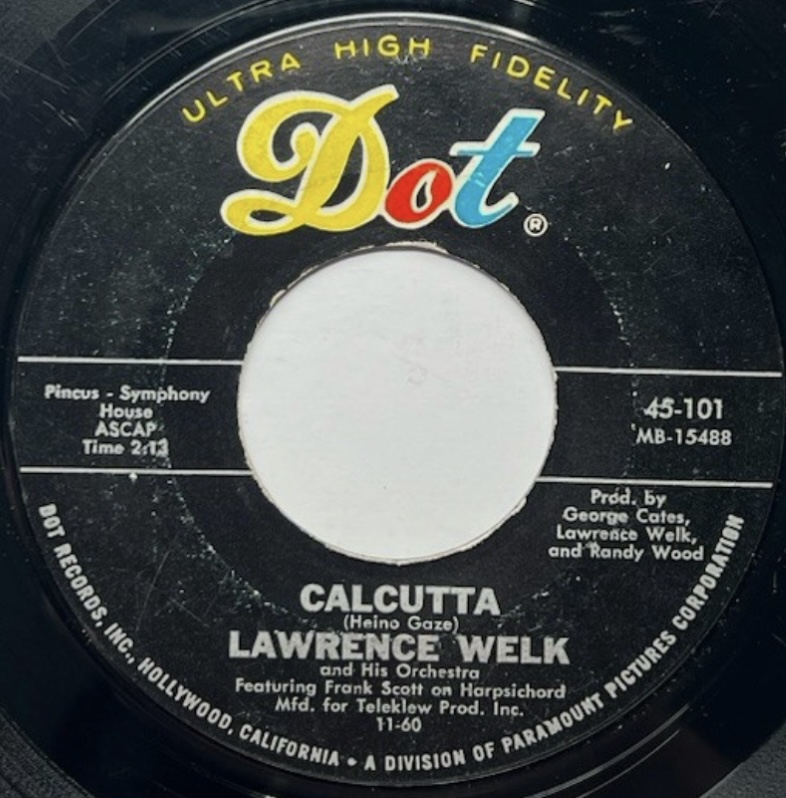 ULTRA HIGH FIDELITY
Dot®
Pincus - Symphony
House
ASCAP
Time 2:13
45-101
MB-15488
Prod. by
George Cates,
Lawrence Welk,
and Randy Wood
CALCUTTA
(Heino Gaze)
LAWRENCE WELK
and His Orchestra
Featuring Frank Scott on Harpsichord
Mfd. for Teleklew Prod. Inc.
11-60
DOT RECORDS, INC., HOLLYWOOD, CALIFORNIA • A DIVISION OF PARAMOUNT PICTURES CORPORATION